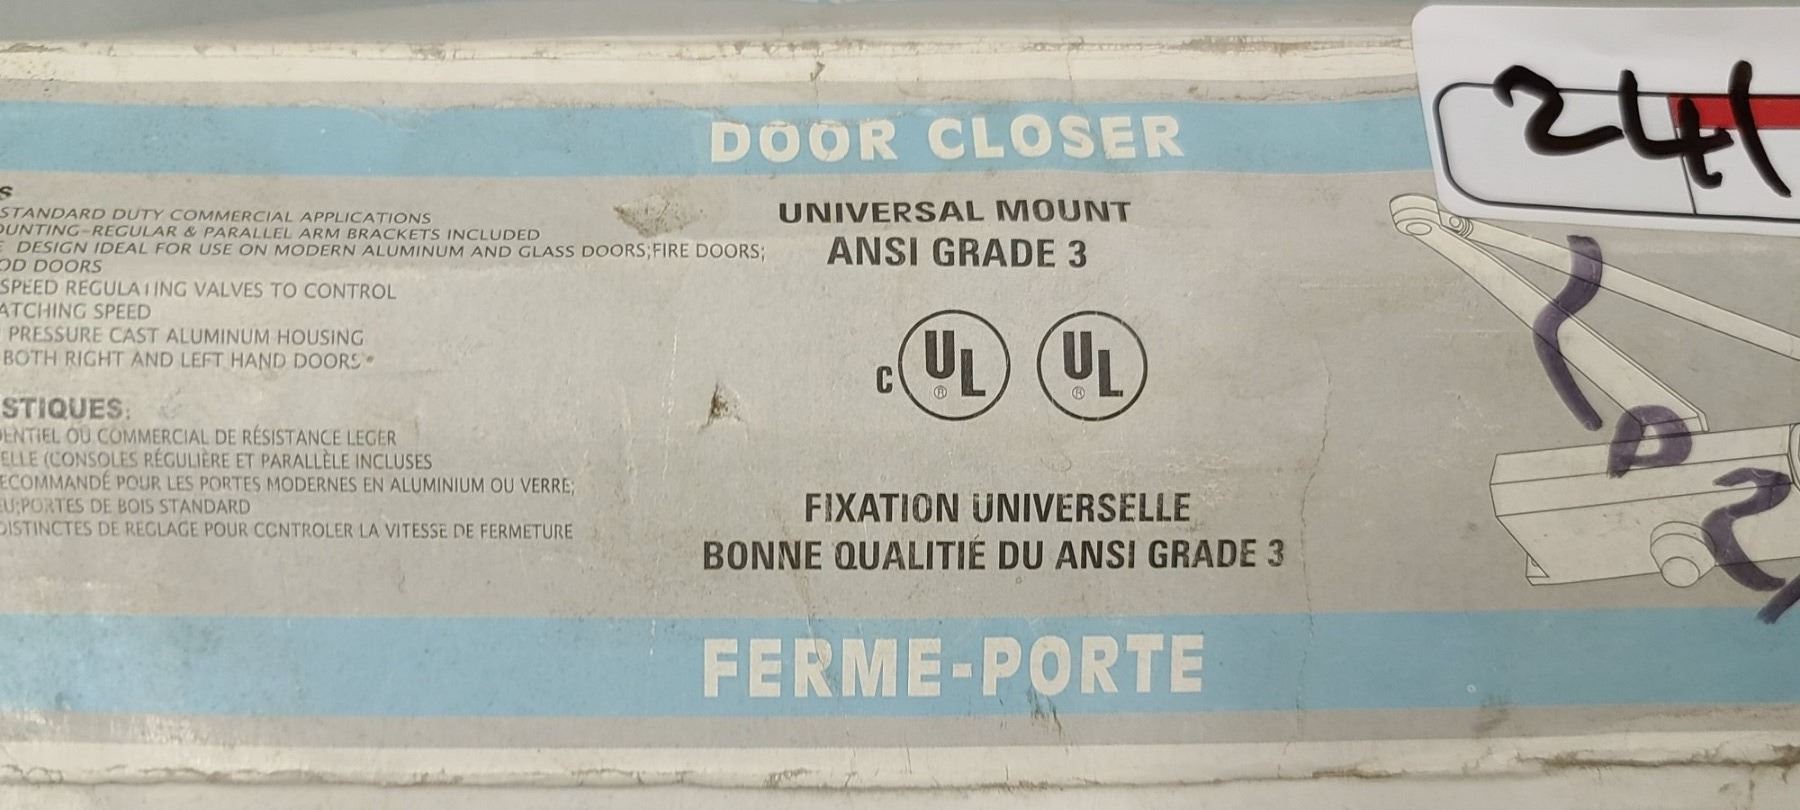 DOOR CLOSER
241
S
STANDARD DUTY COMMERCIAL APPLICATIONS
OUNTING-REGULAR & PARALLEL ARM BRACKETS INCLUDED
E DESIGN IDEAL FOR USE ON MODERN ALUMINUM AND GLASS DOORS;FIRE DOORS;
OD DOORS
SPEED REGULATING VALVES TO CONTROL
ATCHING SPEED
PRESSURE CAST ALUMINUM HOUSING
BOTH RIGHT AND LEFT HAND DOORS
STIQUES:
DENTIEL OU COMMERCIAL DE RÉSISTANCE LEGER
ELLE (CONSOLES RÉGULIÈRE ET PARALLÈLE INCLUSES
ECOMMANDÉ POUR LES PORTES MODERNES EN ALUMINIUM OU VERRE;
EU;PORTES DE BOIS STANDARD
DISTINCTES DE REGLAGE POUR CONTROLER LA VITESSE DE FERMETURE
UNIVERSAL MOUNT
ANSI GRADE 3
C UL ® UL ®
FIXATION UNIVERSELLE
BONNE QUALITIE DU ANSI GRADE 3
FERME-PORTE